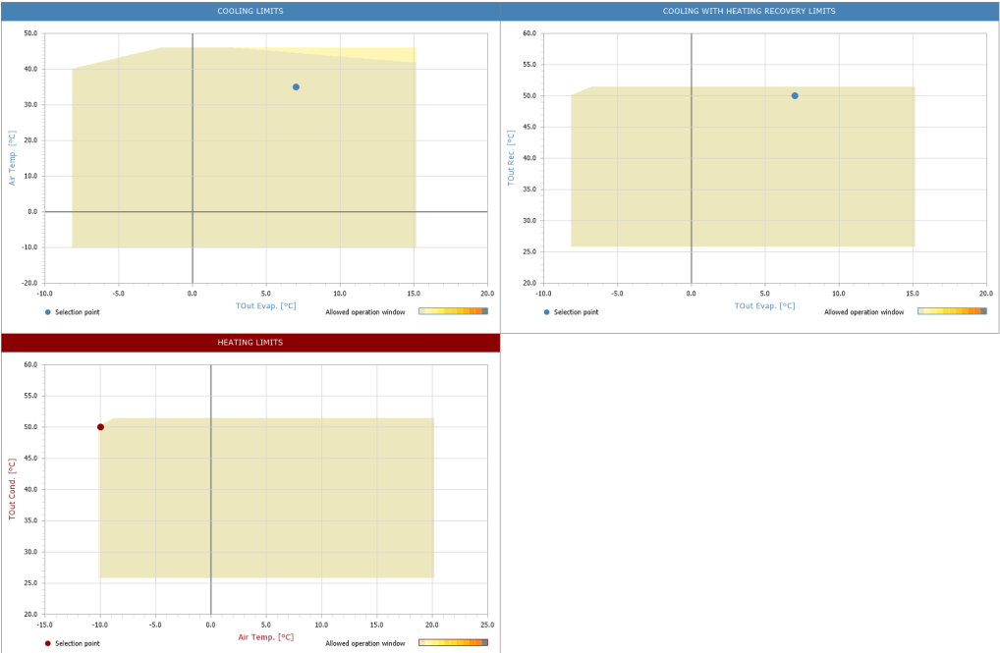 COOLING LIMITS
50.0
40.0
30.0
20.0
10.0
0.0
-10.0
-20.0
Air Temp. [°C]
-10.0 -5.0 0.0 5.0 10.0 15.0 20.0
TOut Evap. [°C]
Selection point
Allowed operation window
COOLING WITH HEATING RECOVERY LIMITS
60.0
55.0
50.0
45.0
40.0
35.0
30.0
25.0
20.0
TOut Rec. [°C]
-10.0 -5.0 0.0 5.0 10.0 15.0 20.0
TOut Evap. [°C]
Selection point
Allowed operation window
HEATING LIMITS
60.0
55.0
50.0
45.0
40.0
35.0
30.0
25.0
20.0
TOut Cond. [°C]
-15.0 -10.0 -5.0 0.0 5.0 10.0 15.0 20.0 25.0
Air Temp. [°C]
Selection point
Allowed operation window